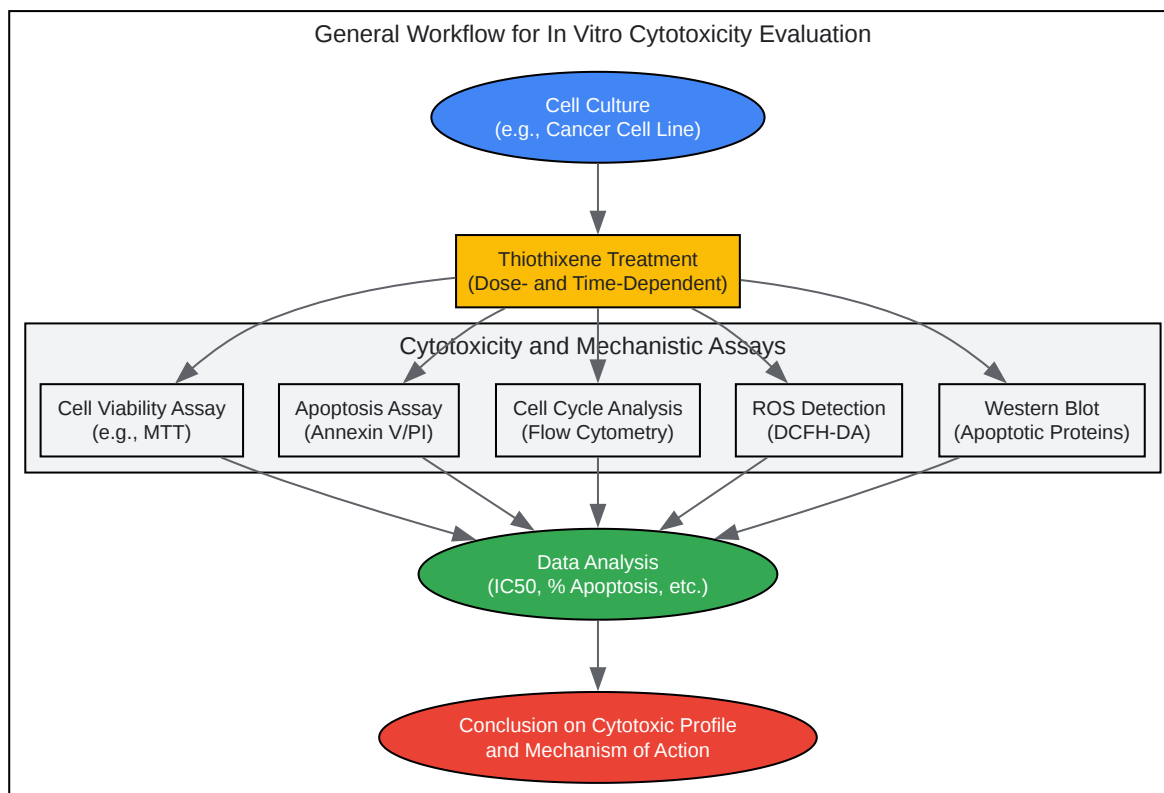 General Workflow for In Vitro Cytotoxicity Evaluation
Cell Culture
(e.g., Cancer Cell Line)
Thiothixene Treatment
(Dose- and Time-Dependent)
Cytotoxicity and Mechanistic Assays
Cell Viability Assay
(e.g., MTT)
Apoptosis Assay
(Annexin V/PI)
Cell Cycle Analysis
(Flow Cytometry)
ROS Detection
(DCFH-DA)
Western Blot
(Apoptotic Proteins)
Data Analysis
(IC50, % Apoptosis, etc.)
Conclusion on Cytotoxic Profile
and Mechanism of Action